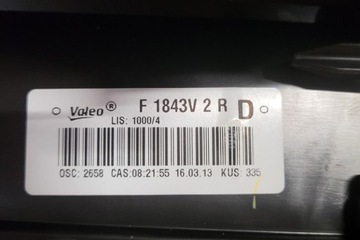 Valeo® F 1843V 2 R D
LIS: 1000/4
OSC: 2658 CAS:08:21:55 16.03.13 KUS: 335